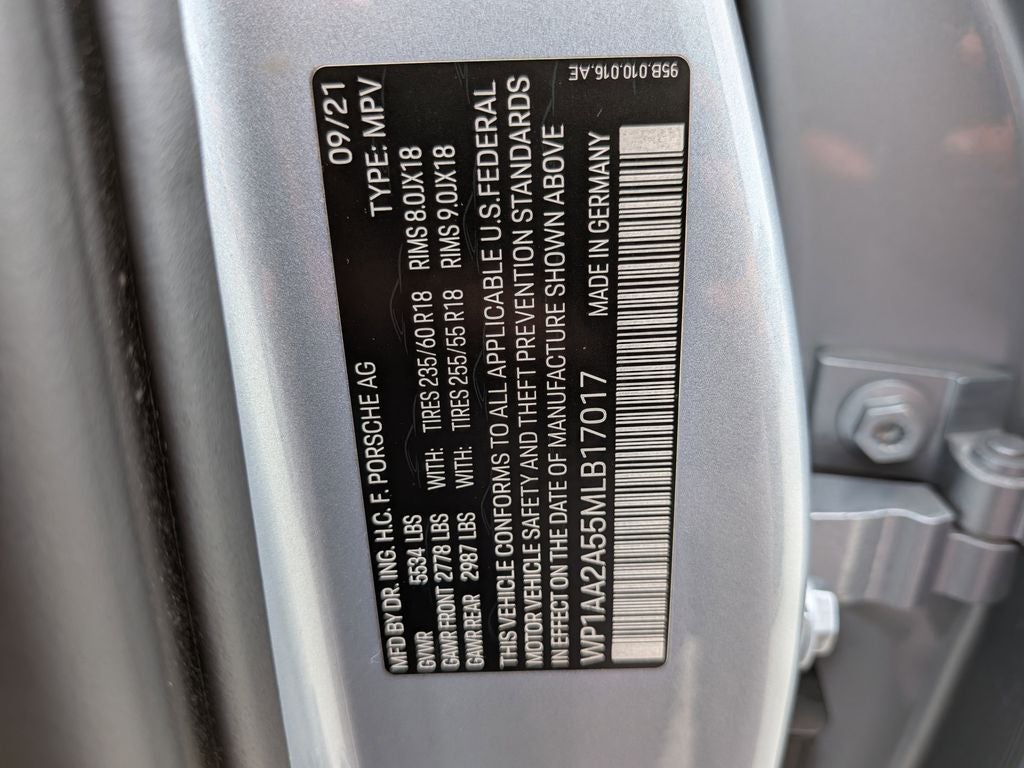 09/21
MFD BY DR. ING. H.C. F. PORSCHE AG TYPE: MPV
GVWR 5534 LBS
GAWR FRONT 2778 LBS WITH: TIRES 235/60 R18 RIMS 8.0JX18
GAWR REAR 2987 LBS WITH: TIRES 255/55 R18 RIMS 9.0JX18
THIS VEHICLE CONFORMS TO ALL APPLICABLE U.S.FEDERAL
MOTOR VEHICLE SAFETY AND THEFT PREVENTION STANDARDS
IN EFFECT ON THE DATE OF MANUFACTURE SHOWN ABOVE
WP1AA2A55MLB17017 MADE IN GERMANY
95B.010.016.AE